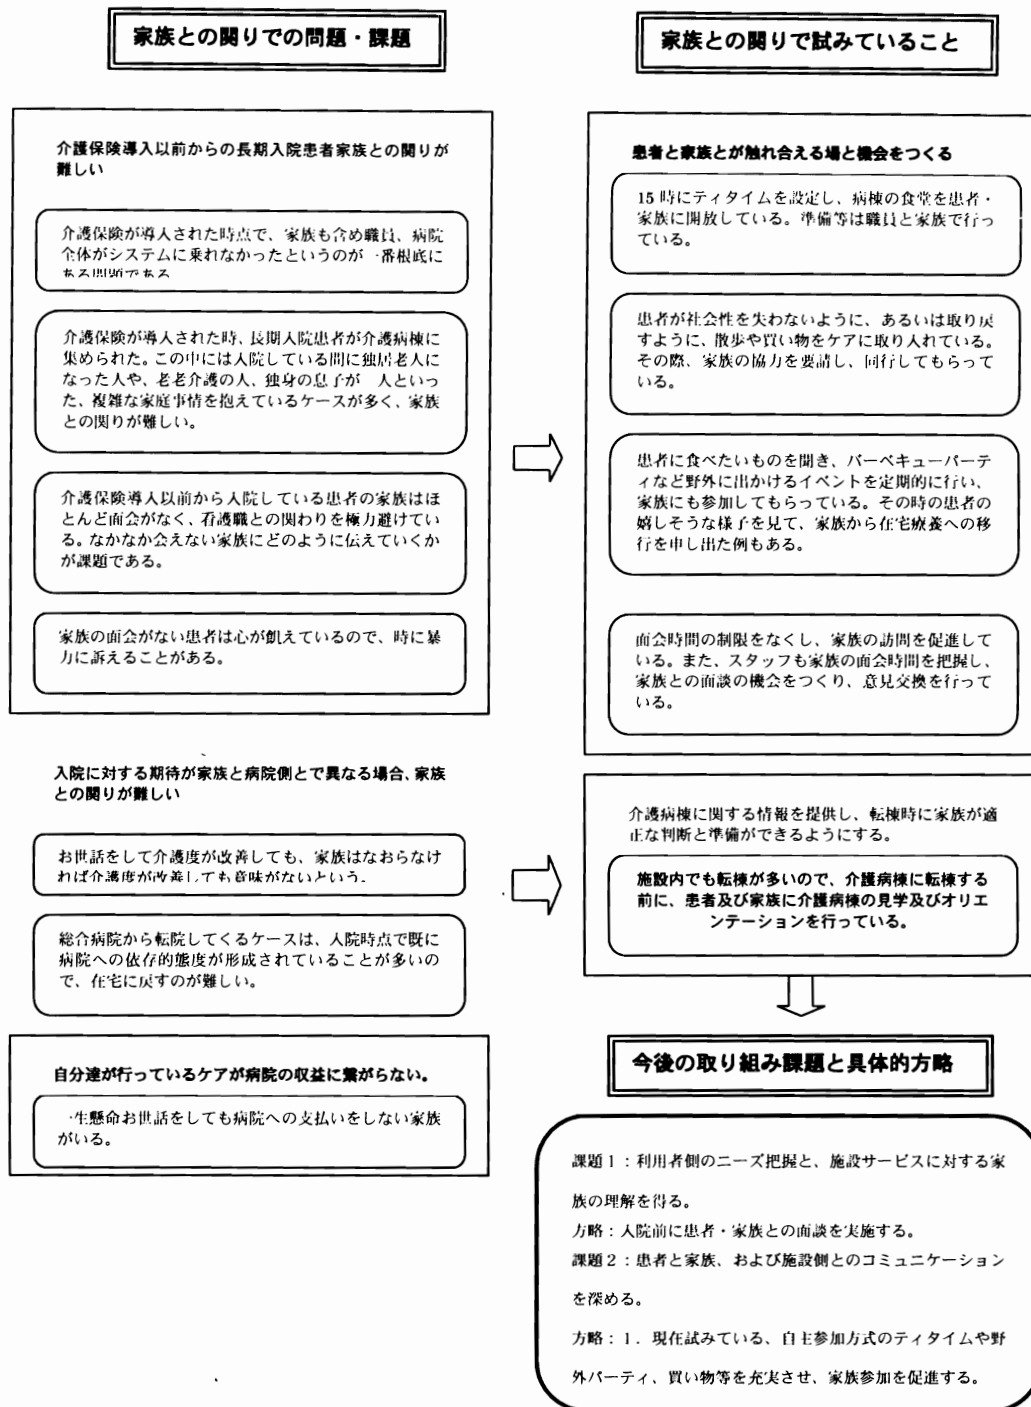 家族との関りでの問題・課題
介護保険導入以前からの長期入院患者家族との関りが
難しい
介護保険が導入された時点で、家族も含め職員、病院
全体がシステムに乗れなかったというのが一番根底に
ある問題である
介護保険が導入された時、長期入院患者が介護病棟に
集められた。この中には入院している間に独居老人に
なった人や、老老介護の人、独身の息子が一人といっ
た、複雑な家庭事情を抱えているケースが多く、家族
との関りが難しい。
介護保険導入以前から入院している患者の家族はほ
とんど面会がなく、看護職との関わりを極力避けてい
る。なかなか会えない家族にどのように伝えていくか
が課題である。
家族の面会がない患者は心が飢えているので、時に暴
力に訴えることがある。
入院に対する期待が家族と病院側とで異なる場合、家族
との関りが難しい
お世話をして介護度が改善しても、家族はなおらなけ
れば介護度が改善しても意味がないという。
総合病院から転院してくるケースは、入院時点で既に
病院への依存的態度が形成されていることが多いの
で、在宅に戻すのが難しい。
自分達が行っているケアが病院の収益に繋がらない。
一生懸命お世話をしても病院への支払いをしない家族
がいる。
家族との関りで試みていること
患者と家族とが触れ合える場と機会をつくる
15時にティタイムを設定し、病棟の食堂を患者・
家族に開放している。準備等は職員と家族で行っ
ている。
患者が社会性を失わないように、あるいは取り戻
すように、散歩や買い物をケアに取り入れている。
その際、家族の協力を要請し、同行してもらって
いる。
患者に食べたいものを聞き、バーベキューパーテ
ィなど野外に出かけるイベントを定期的に行い、
家族にも参加してもらっている。その時の患者の
嬉しそうな様子を見て、家族から在宅療養への移
行を申し出た例もある。
面会時間の制限をなくし、家族の訪問を促進して
いる。また、スタッフも家族の面会時間を把握し、
家族との面談の機会をつくり、意見交換を行って
いる。
介護病棟に関する情報を提供し、転棟時に家族が適
正な判断と準備ができるようにする。
施設内でも転棟が多いので、介護病棟に転棟する
前に、患者及び家族に介護病棟の見学及びオリエ
ンテーションを行っている。
今後の取り組み課題と具体的方略
課題1:利用者側のニーズ把握と、施設サービスに対する家
族の理解を得る。
方略:入院前に患者・家族との面談を実施する。
課題2:患者と家族、および施設側とのコミュニケーション
を深める。
方略:1.現在試みている、自主参加方式のティタイムや野
外パーティ、買い物等を充実させ、家族参加を促進する。